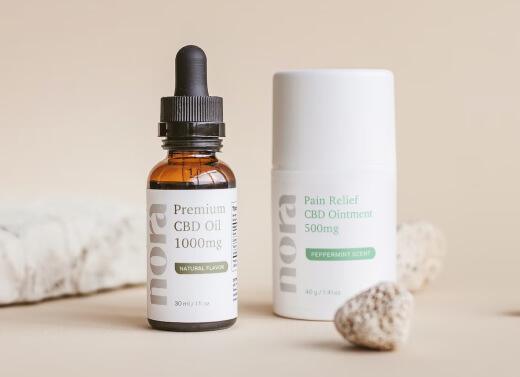 nora
Premium
CBD Oil
1000mg
NATURAL FLAVOR
30 ml / 1 fl oz
nora
Pain Relief
CBD Ointment
500mg
PEPPERMINT SCENT
40 g / 1.41 oz